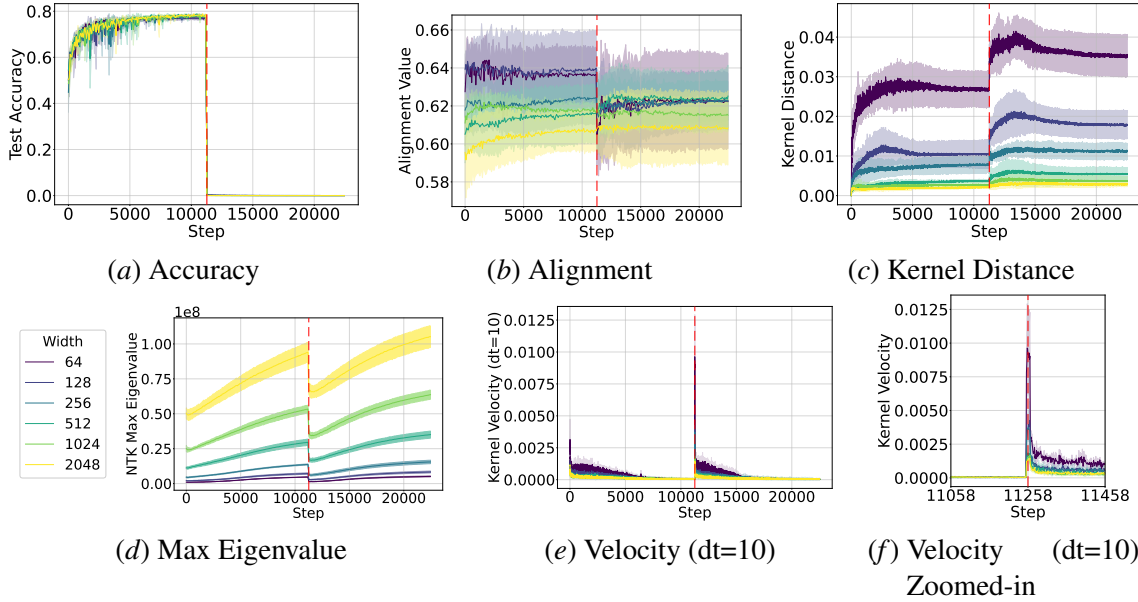 Test Accuracy
0.8
0.6
0.4
0.2
0.0
0 5000 10000 15000 20000
Step
(a) Accuracy
Alignment Value
0.64
0.62
0.60
0.58
0 5000 10000 15000 20000
Step
(b) Alignment
Kernel Distance
0.04
0.03
0.02
0.01
0.00
0 5000 10000 15000 20000
Step
(c) Kernel Distance
Width
64
128
256
512
1024
2048
NTK Max Eigenvalue
1e8
1.00
0.75
0.50
0.25
0.00
0 5000 10000 15000 20000
Step
(d) Max Eigenvalue
Kernel Velocity (dt=10)
0.0125
0.0100
0.0075
0.0050
0.0025
0.0000
0 5000 10000 15000 20000
Step
(e) Velocity (dt=10)
Kernel Velocity
0.0125
0.0100
0.0075
0.0050
0.0025
0.0000
11058 11258 11458
Step
(f) Velocity (dt=10)
Zoomed-in